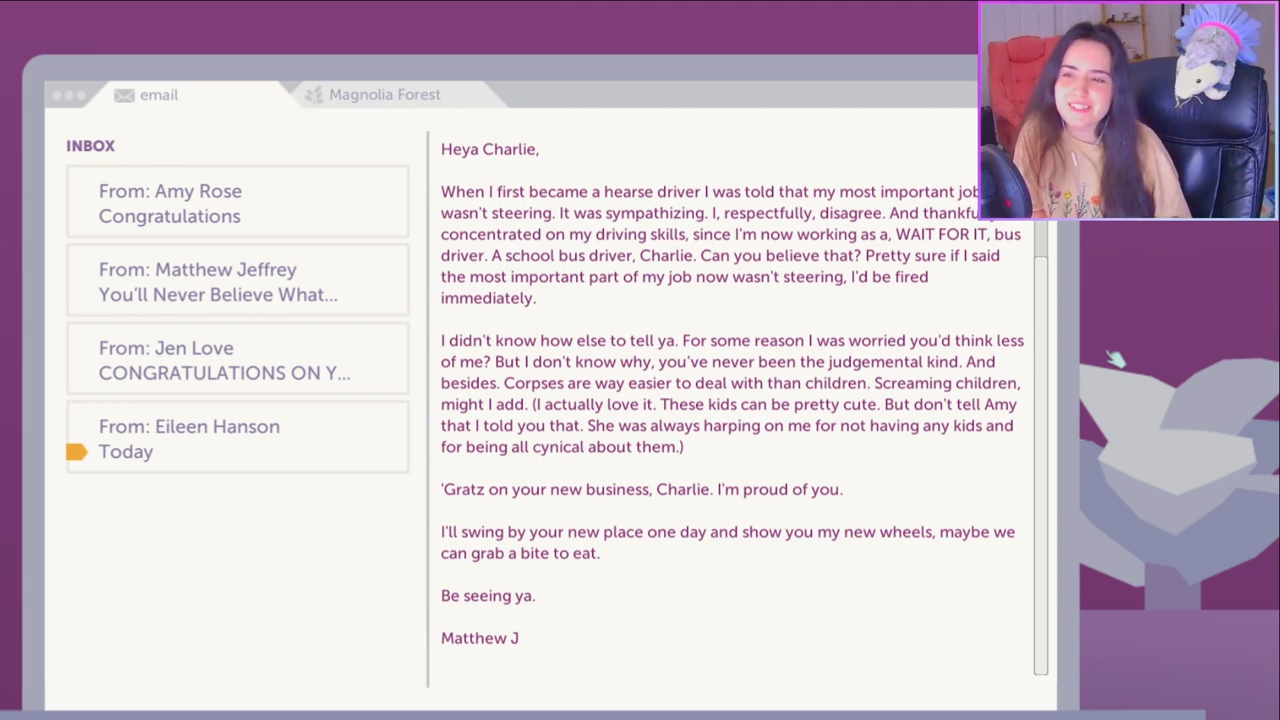 email
Magnolia Forest
INBOX
From: Amy Rose
Congratulations
From: Matthew Jeffrey
You'll Never Believe What...
From: Jen Love
CONGRATULATIONS ON Y...
From: Eileen Hanson
Today
Heya Charlie,
When I first became a hearse driver I was told that my most important job
wasn't steering. It was sympathizing. I, respectfully, disagree. And
concentrated on my driving skills, since I'm now working as a, WAIT FOR IT, bus
driver. A school bus driver, Charlie. Can you believe that? Pretty sure if I said
the most important part of my job now wasn't steering, I'd be fired
immediately.
I didn't know how else to tell ya. For some reason I was worried you'd think less
of me? But I don't know why, you've never been the judgemental kind. And
besides. Corpses are way easier to deal with than children. Screaming children,
might I add. (I actually love it. These kids can be pretty cute. But don't tell Amy
that I told you that. She was always harping on me for not having any kids and
for being all cynical about them.)
'Gratz on your new business, Charlie. I'm proud of you.
I'll swing by your new place one day and show you my new wheels, maybe we
can grab a bite to eat.
Be seeing ya.
Matthew J